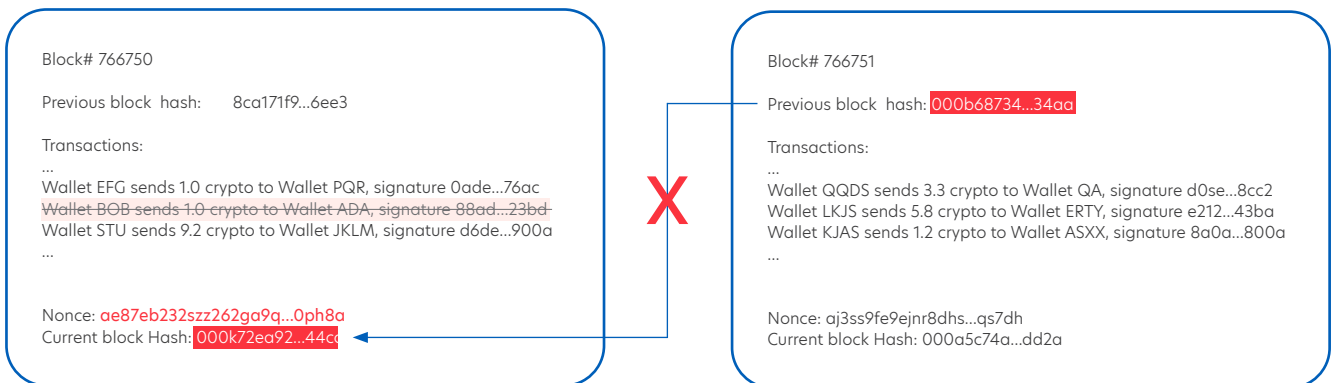 Block# 766750
Previous block hash: 8ca171f9...6ee3
Transactions:
...
Wallet EFG sends 1.0 crypto to Wallet PQR, signature 0ade...76ac
Wallet BOB sends 1.0 crypto to Wallet ADA, signature 88ad...23bd
Wallet STU sends 9.2 crypto to Wallet JKLM, signature d6de...900a
...
Nonce: ae87eb232szz262ga9q...0ph8a
Current block Hash: 000k72ea92...44cc
X
Block# 766751
Previous block hash: 000b68734...34aa
Transactions:
...
Wallet QQDS sends 3.3 crypto to Wallet QA, signature d0se...8cc2
Wallet LKJS sends 5.8 crypto to Wallet ERTY, signature e212...43ba
Wallet KJAS sends 1.2 crypto to Wallet ASXX, signature 8a0a...800a
...
Nonce: aj3ss9fe9ejnr8dhs...qs7dh
Current block Hash: 000a5c74a...dd2a